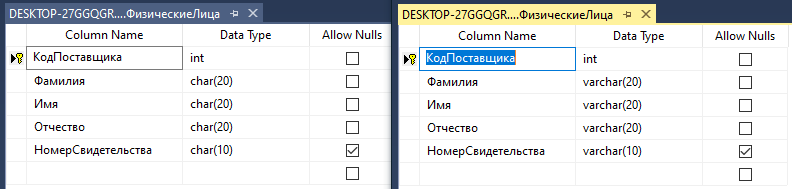 DESKTOP-27GGQGR....ФизическиеЛица
Column Name Data Type Allow Nulls
КодПоставщика int
Фамилия char(20)
Имя char(20)
Отчество char(20)
НомерСвидетельства char(10)
DESKTOP-27GGQGR....ФизическиеЛица
Column Name Data Type Allow Nulls
КодПоставщика int
Фамилия varchar(20)
Имя varchar(20)
Отчество varchar(20)
НомерСвидетельства varchar(10)